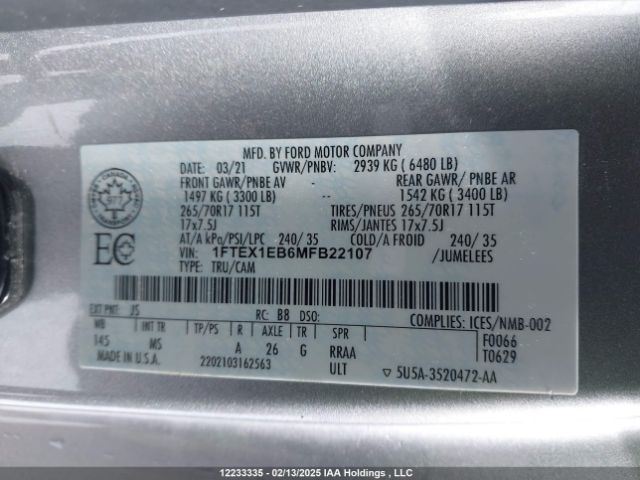 MFD. BY FORD MOTOR COMPANY
DATE: 03/21 GVWR/PNBV: 2939 KG ( 6480 LB)
FRONT GAWR/PNBE AV - REAR GAWR/ PNBE AR
1497 KG ( 3300 LB) -- 1542 KG ( 3400 LB)
265/70R17 115T TIRES/PNEUS 265/70R17 115T
17x7.5J RIMS/JANTES 17x7.5J
AT/A kPa/PSI/LPC 240/ 35 COLD/A FROID 240/ 35
EC
VIN: 1FTEX1EB6MFB22107 /JUMELEES
TYPE: TRU/CAM
EXT PNT: JS RC: B8 DSO: COMPLIES: ICES/NMB-002
WB INT TR TP/PS R AXLE TR SPR F0066
145 MS A 26 G RRAA T0629
MADE IN U.S.A. 2202103162563 ULT ▽ 5U5A-3520472-AA
12233335 - 02/13/2025 IAA Holdings , LLC